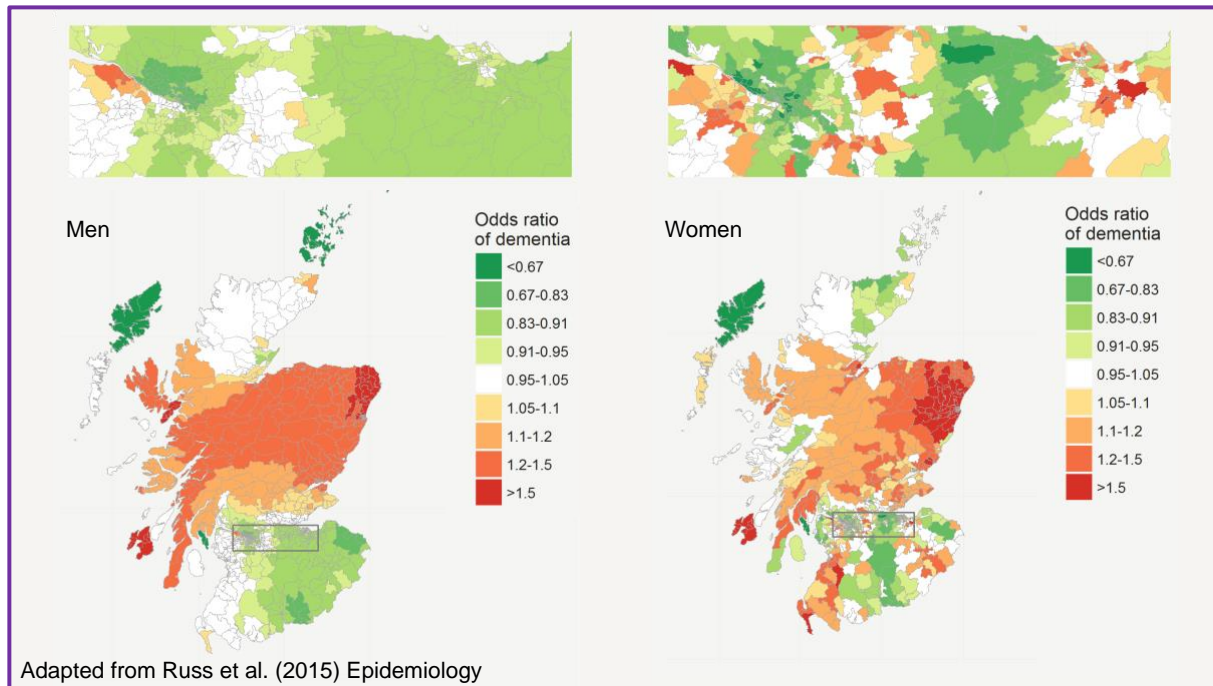 Men
Odds ratio
of dementia
<0.67
0.67-0.83
0.83-0.91
0.91-0.95
0.95-1.05
1.05-1.1
1.1-1.2
1.2-1.5
>1.5
Women
Odds ratio
of dementia
<0.67
0.67-0.83
0.83-0.91
0.91-0.95
0.95-1.05
1.05-1.1
1.1-1.2
1.2-1.5
>1.5
Adapted from Russ et al. (2015) Epidemiology